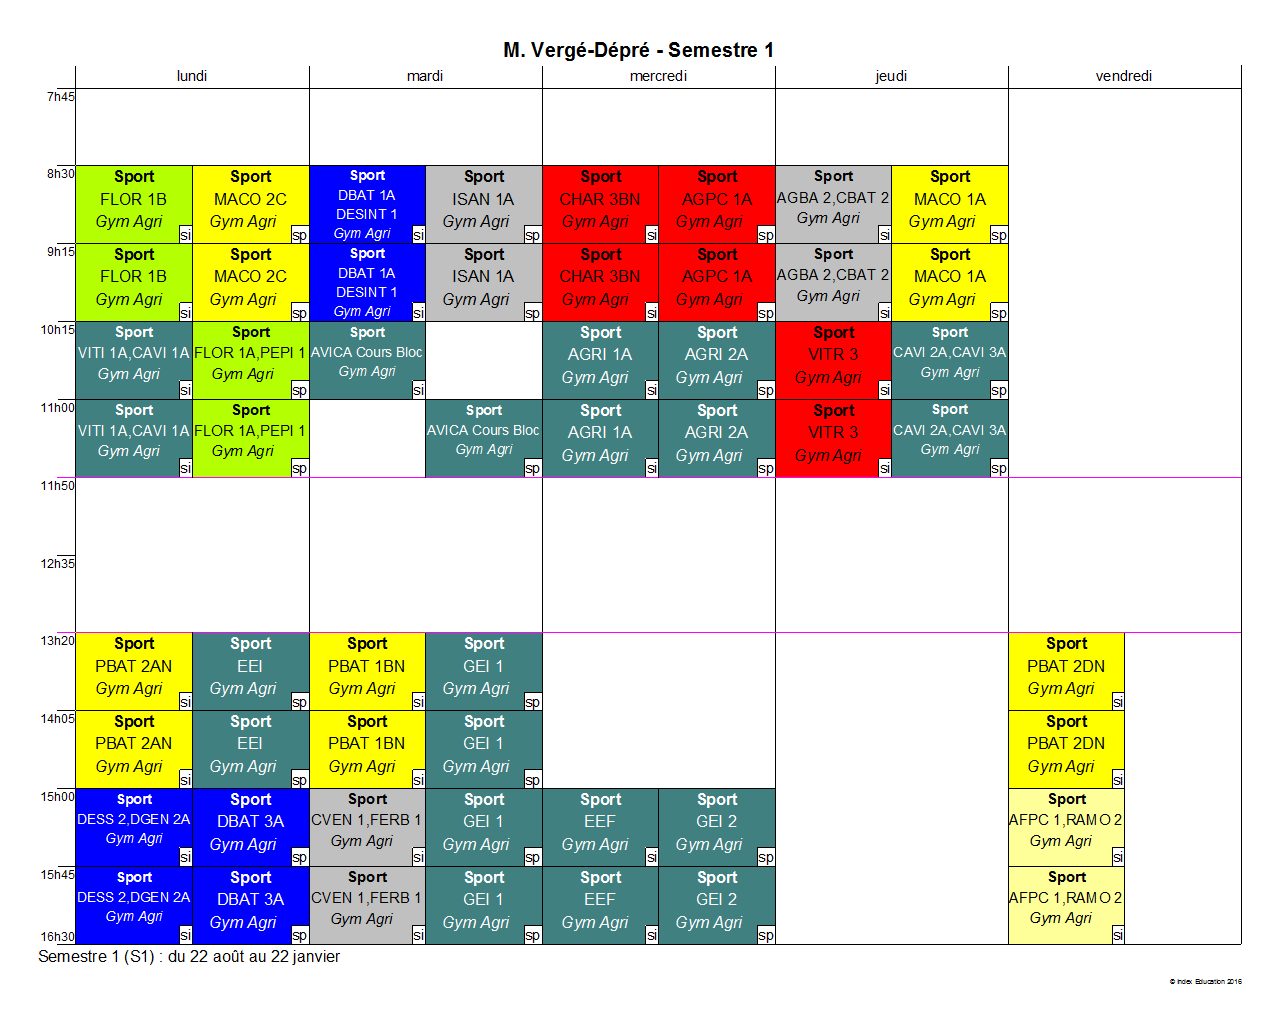 M. Vergé-Dépré - Semestre 1
lundi mardi mercredi jeudi vendredi
7h45
8h30
Sport Sport Sport Sport Sport Sport Sport Sport
FLOR 1B MACO 2C DBAT 1A ISAN 1A CHAR 3BN AGPC 1A AGBA 2,CBAT 2 MACO 1A
DESINT 1
Gym Agri Gym Agri Gym Agri Gym Agri Gym Agri Gym Agri Gym Agri Gym Agri
si sp si sp si sp si sp
9h15
Sport Sport Sport Sport Sport Sport Sport Sport
FLOR 1B MACO 2C DBAT 1A ISAN 1A CHAR 3BN AGPC 1A AGBA 2,CBAT 2 MACO 1A
DESINT 1
Gym Agri Gym Agri Gym Agri Gym Agri Gym Agri Gym Agri Gym Agri Gym Agri
si sp si sp si sp si sp
10h15
Sport Sport Sport Sport Sport Sport Sport
VITI 1A,CAVI 1A FLOR 1A,PEPI 1 AVICA Cours Bloc AGRI 1A AGRI 2A VITR 3 CAVI 2A,CAVI 3A
Gym Agri Gym Agri Gym Agri Gym Agri Gym Agri Gym Agri Gym Agri
si sp si si sp si sp
11h00
Sport Sport Sport Sport Sport Sport Sport
VITI 1A,CAVI 1A FLOR 1A,PEPI 1 AVICA Cours Bloc AGRI 1A AGRI 2A VITR 3 CAVI 2A,CAVI 3A
Gym Agri Gym Agri Gym Agri Gym Agri Gym Agri Gym Agri Gym Agri
si sp sp si sp si sp
11h50
12h35
13h20
Sport Sport Sport Sport Sport
PBAT 2AN EEI PBAT 1BN GEI 1 PBAT 2DN
Gym Agri Gym Agri Gym Agri Gym Agri Gym Agri
si sp si sp si
14h05
Sport Sport Sport Sport Sport
PBAT 2AN EEI PBAT 1BN GEI 1 PBAT 2DN
Gym Agri Gym Agri Gym Agri Gym Agri Gym Agri
si sp si sp si
15h00
Sport Sport Sport Sport Sport Sport Sport
DESS 2,DGEN 2A DBAT 3A CVEN 1,FERB 1 GEI 1 EEF GEI 2 AFPC 1,RAMO 2
Gym Agri Gym Agri Gym Agri Gym Agri Gym Agri Gym Agri Gym Agri
si sp si sp si sp si
15h45
Sport Sport Sport Sport Sport Sport Sport
DESS 2,DGEN 2A DBAT 3A CVEN 1,FERB 1 GEI 1 EEF GEI 2 AFPC 1,RAMO 2
Gym Agri Gym Agri Gym Agri Gym Agri Gym Agri Gym Agri Gym Agri
si sp si sp si sp si
16h30
Semestre 1 (S1) : du 22 août au 22 janvier
© Index Education 2016